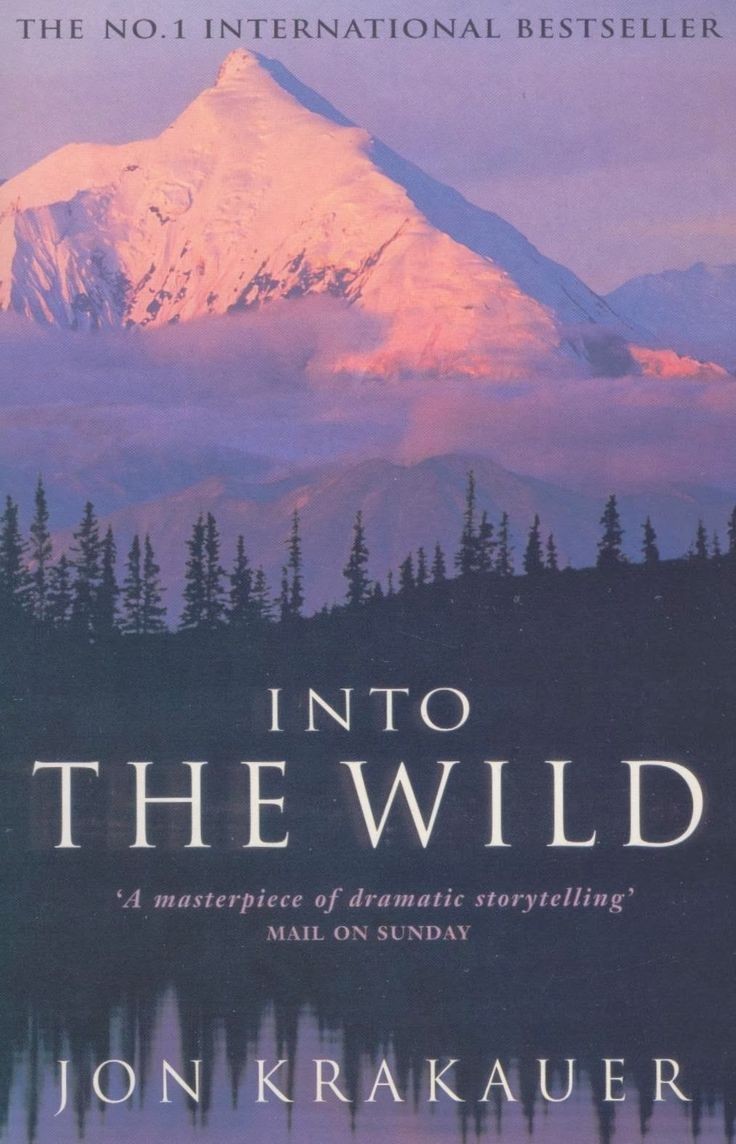 THE NO.1 INTERNATIONAL BESTSELLER
INTO
THE WILD
‘A masterpiece of dramatic storytelling’
MAIL ON SUNDAY
JON KRAKAUER